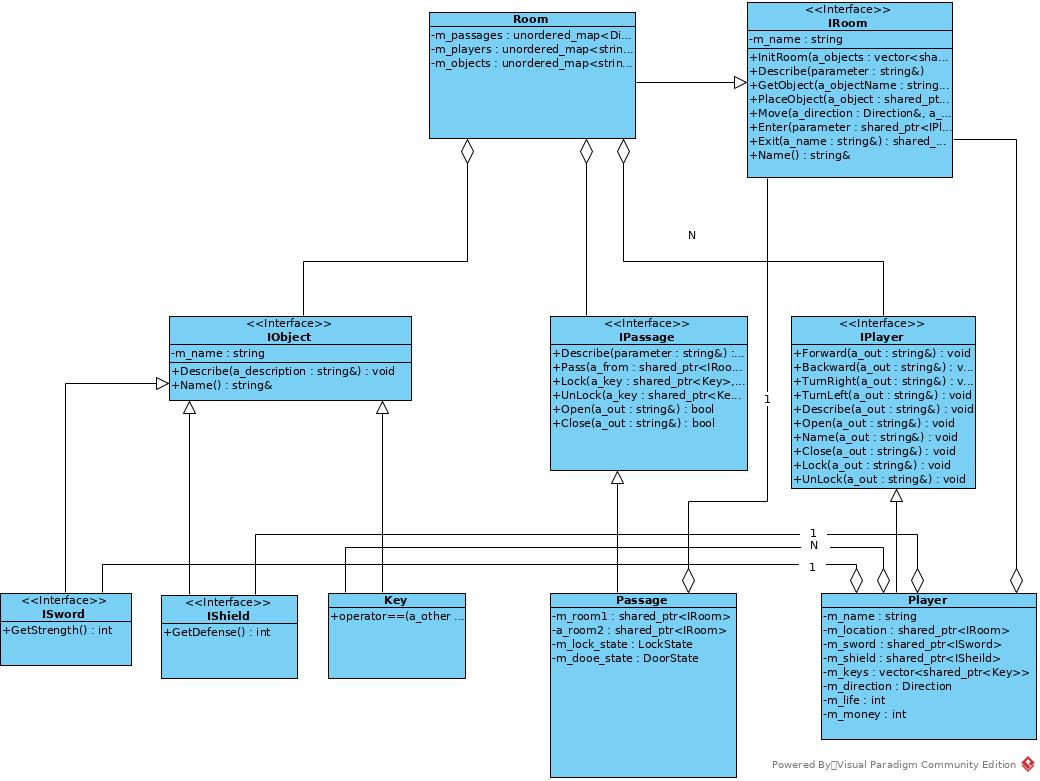 Room
-m_passages : unordered_map<Di...
-m_players : unordered_map<strin...
-m_objects : unordered_map<strin...
<<Interface>>
IRoom
-m_name : string
+InitRoom(a_objects : vector<sha...
+Describe(parameter : string&)
+GetObject(a_objectName : string...
+PlaceObject(a_object : shared_pt...
+Move(a_direction : Direction&, a_...
+Enter(parameter : shared_ptr<IPl...
+Exit(a_name : string&) : shared_...
+Name() : string&
N
<<Interface>>
IObject
-m_name : string
+Describe(a_description : string&) : void
+Name() : string&
<<Interface>>
IPassage
+Describe(parameter : string&) :...
+Pass(a_from : shared_ptr<IRoo...
+Lock(a_key : shared_ptr<Key>,...
+UnLock(a_key : shared_ptr<Ke...
+Open(a_out : string&) : bool
+Close(a_out : string&) : bool
1
<<Interface>>
IPlayer
+Forward(a_out : string&) : void
+Backward(a_out : string&) : v...
+TurnRight(a_out : string&) : v...
+TurnLeft(a_out : string&) : void
+Describe(a_out : string&) : void
+Open(a_out : string&) : void
+Name(a_out : string&) : void
+Close(a_out : string&) : void
+Lock(a_out : string&) : void
+UnLock(a_out : string&) : void
1
N
1
<<Interface>>
ISword
+GetStrength() : int
<<Interface>>
IShield
+GetDefense() : int
Key
+operator==(a_other ...
Passage
-m_room1 : shared_ptr<IRoom>
-a_room2 : shared_ptr<IRoom>
-m_lock_state : LockState
-m_dooe_state : DoorState
Player
-m_name : string
-m_location : shared_ptr<IRoom>
-m_sword : shared_ptr<ISword>
-m_shield : shared_ptr<ISheild>
-m_keys : vector<shared_ptr<Key>>
-m_direction : Direction
-m_life : int
-m_money : int
Powered By Visual Paradigm Community Edition